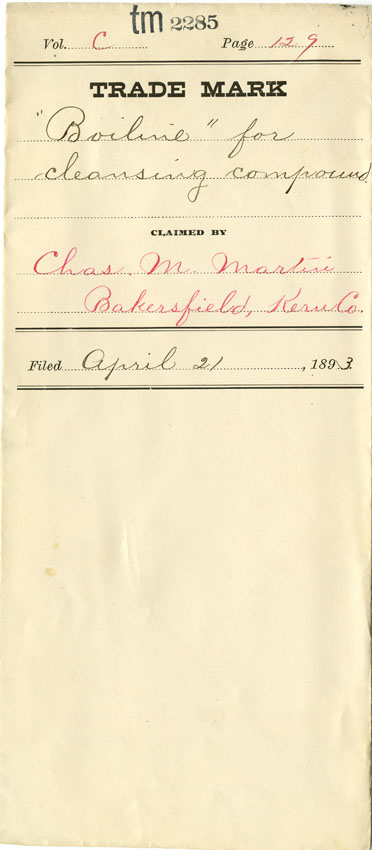 tm 2285
Vol. C Page 129
TRADE MARK
"Boiline" for
cleansing compound.
CLAIMED BY
Chas. M. Martin
Bakersfield, Kern Co.
Filed April 21, 1893.